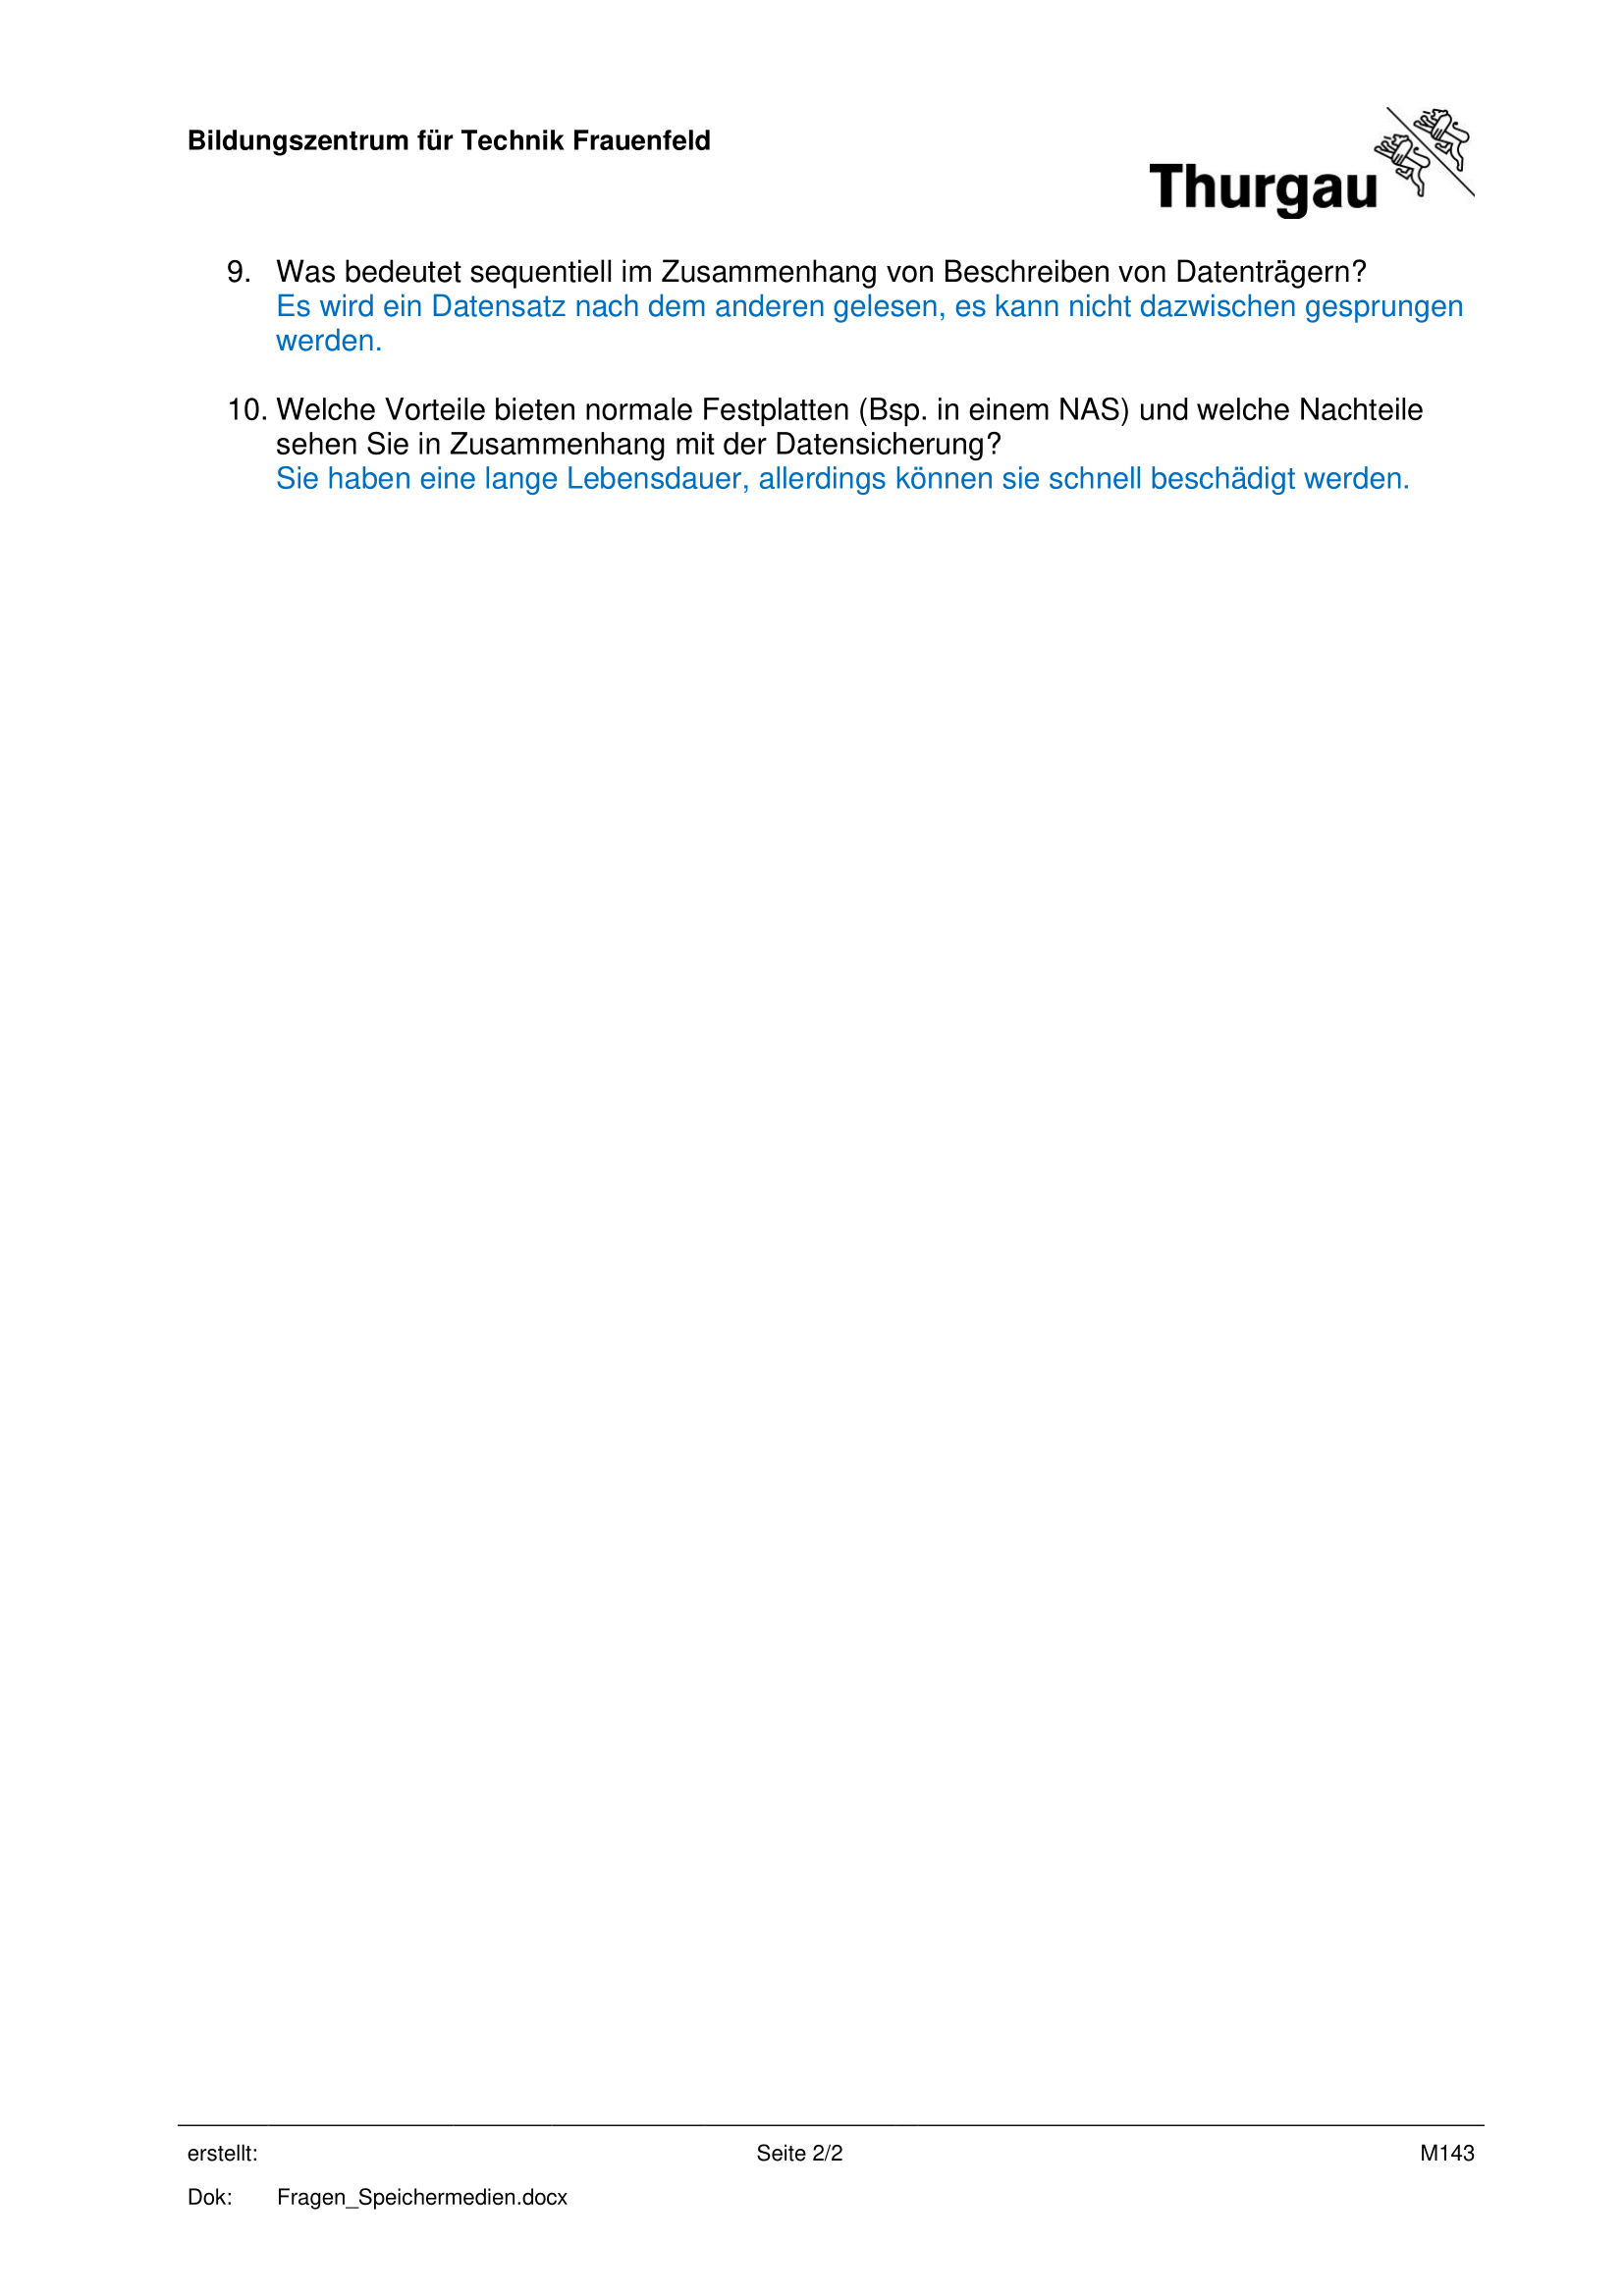 Bildungszentrum für Technik Frauenfeld
Thurgau
9. Was bedeutet sequentiell im Zusammenhang von Beschreiben von Datenträgern?
Es wird ein Datensatz nach dem anderen gelesen, es kann nicht dazwischen gesprungen
werden.
10. Welche Vorteile bieten normale Festplatten (Bsp. in einem NAS) und welche Nachteile
sehen Sie in Zusammenhang mit der Datensicherung?
Sie haben eine lange Lebensdauer, allerdings können sie schnell beschädigt werden.
erstellt: Seite 2/2 M143
Dok: Fragen_Speichermedien.docx